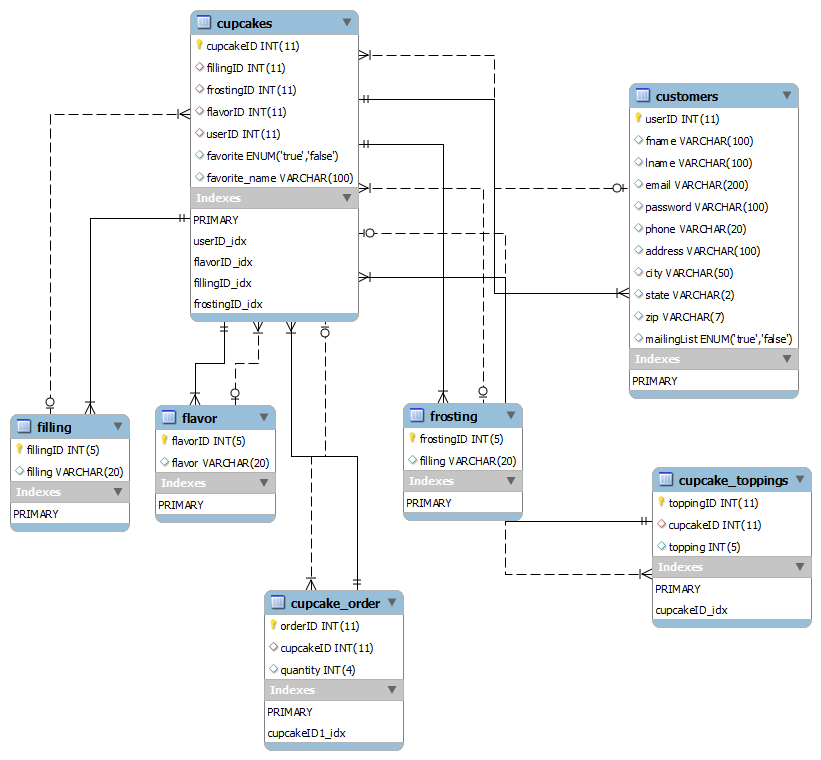 cupcakes
cupcakeID INT(11)
fillingID INT(11)
frostingID INT(11)
flavorID INT(11)
userID INT(11)
favorite ENUM('true','false')
favorite_name VARCHAR(100)
Indexes
PRIMARY
userID_idx
flavorID_idx
fillingID_idx
frostingID_idx
customers
userID INT(11)
fname VARCHAR(100)
lname VARCHAR(100)
email VARCHAR(200)
password VARCHAR(100)
phone VARCHAR(20)
address VARCHAR(100)
city VARCHAR(50)
state VARCHAR(2)
zip VARCHAR(7)
mailingList ENUM('true','false')
Indexes
PRIMARY
filling
fillingID INT(5)
filling VARCHAR(20)
Indexes
PRIMARY
flavor
flavorID INT(5)
flavor VARCHAR(20)
Indexes
PRIMARY
frosting
frostingID INT(5)
filling VARCHAR(20)
Indexes
PRIMARY
cupcake_toppings
toppingID INT(11)
cupcakeID INT(11)
topping INT(5)
Indexes
PRIMARY
cupcakeID_idx
cupcake_order
orderID INT(11)
cupcakeID INT(11)
quantity INT(4)
Indexes
PRIMARY
cupcakeID1_idx